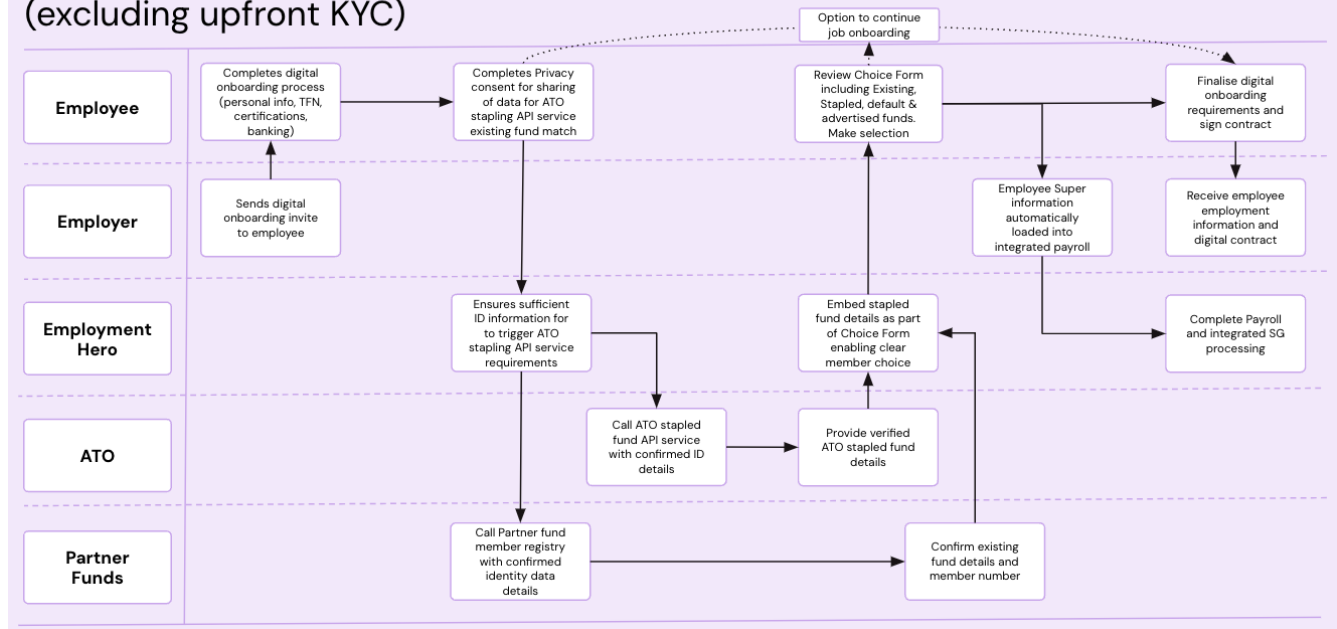 (excluding upfront KYC)
Option to continue
job onboarding
Employee
Completes digital
onboarding process
(personal info, TFN,
certifications,
banking)
Completes Privacy
consent for sharing
of data for ATO
stapling API service
existing fund match
Review Choice Form
including Existing,
Stapled, default &
advertised funds.
Make selection
Finalise digital
onboarding
requirements and
sign contract
Employer
Sends digital
onboarding invite
to employee
Employee Super
information
automatically
loaded into
integrated payroll
Receive employee
employment
information and
digital contract
Employment
Hero
Ensures sufficient
ID information for
to trigger ATO
stapling API service
requirements
Embed stapled
fund details as part
of Choice Form
enabling clear
member choice
Complete Payroll
and integrated SG
processing
ATO
Call ATO stapled
fund API service
with confirmed ID
details
Provide verified
ATO stapled fund
details
Partner
Funds
Call Partner fund
member registry
with confirmed
identity data
details
Confirm existing
fund details and
member number